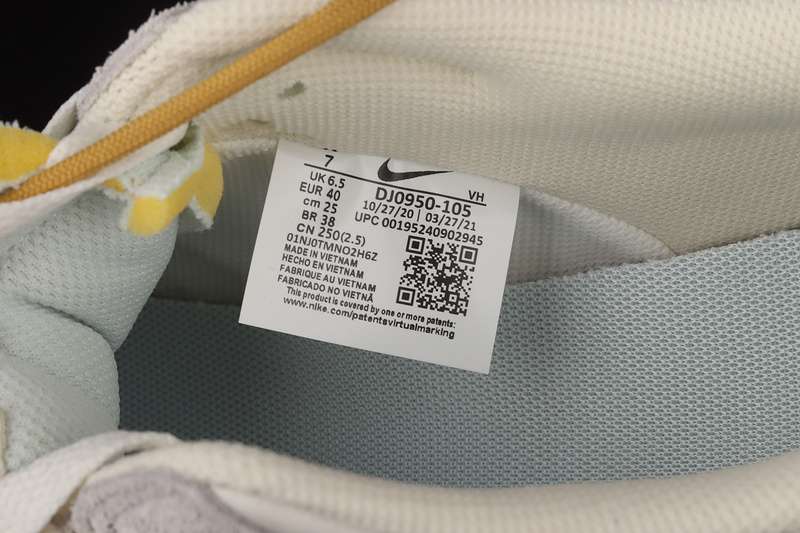 7
UK 6.5
EUR 40
cm 25
BR 38
CN 250(2.5)
01NJ0TMNO2H6Z
VH
DJ0950-105
10/27/20 | 03/27/21
UPC 00195240902945
MADE IN VIETNAM
HECHO EN VIETNAM
FABRIQUE AU VIETNAM
FABRICADO NO VIETNÃ
This product is covered by one or more patents:
www.nike.com/patentsvirtualmarking